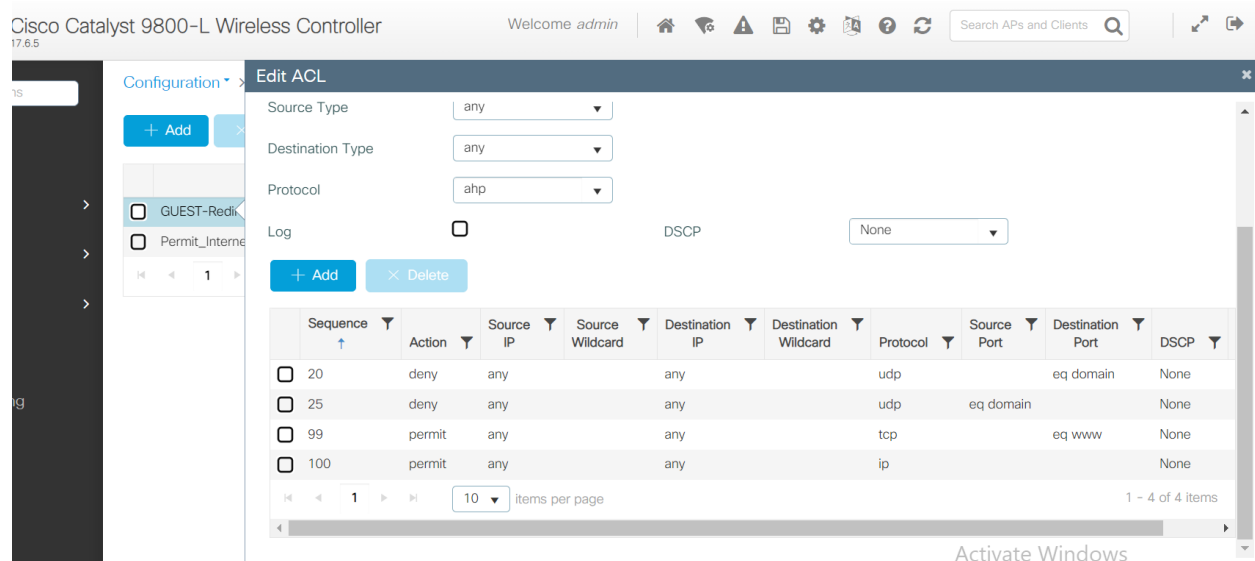 Cisco Catalyst 9800-L Wireless Controller
17.6.5
Welcome admin
Search APs and Clients
Configuration >
Edit ACL
Source Type any
Add
Destination Type any
Protocol ahp
GUEST-Redi
Log
DSCP None
Permit_Interne
1
Add
Delete
Sequence Action Source IP Source Wildcard Destination IP Destination Wildcard Protocol Source Port Destination Port DSCP
20 deny any any udp eq domain None
25 deny any any udp eq domain None
99 permit any any tcp eq www None
100 permit any any ip None
1
10 items per page
1 - 4 of 4 items
Activate Windows